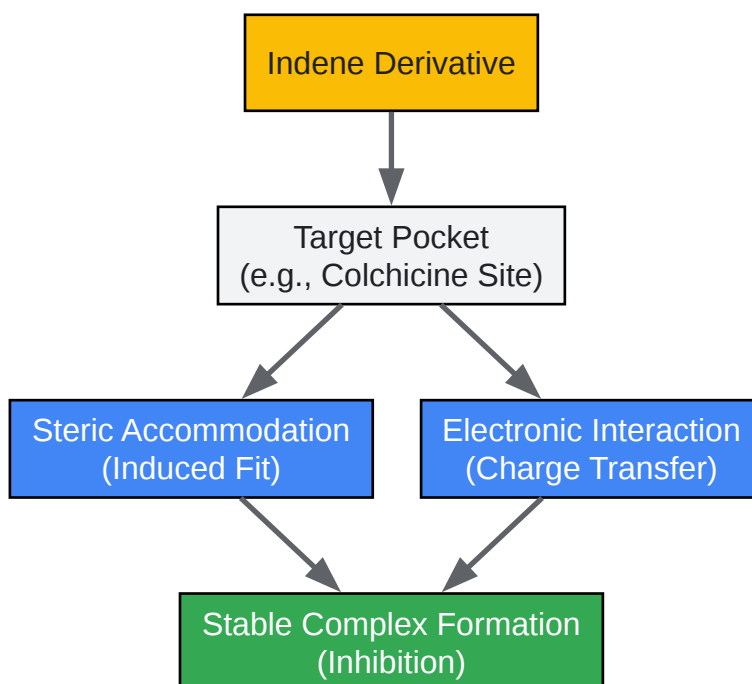 Indene Derivative
Target Pocket
(e.g., Colchicine Site)
Steric Accommodation
(Induced Fit)
Electronic Interaction
(Charge Transfer)
Stable Complex Formation
(Inhibition)